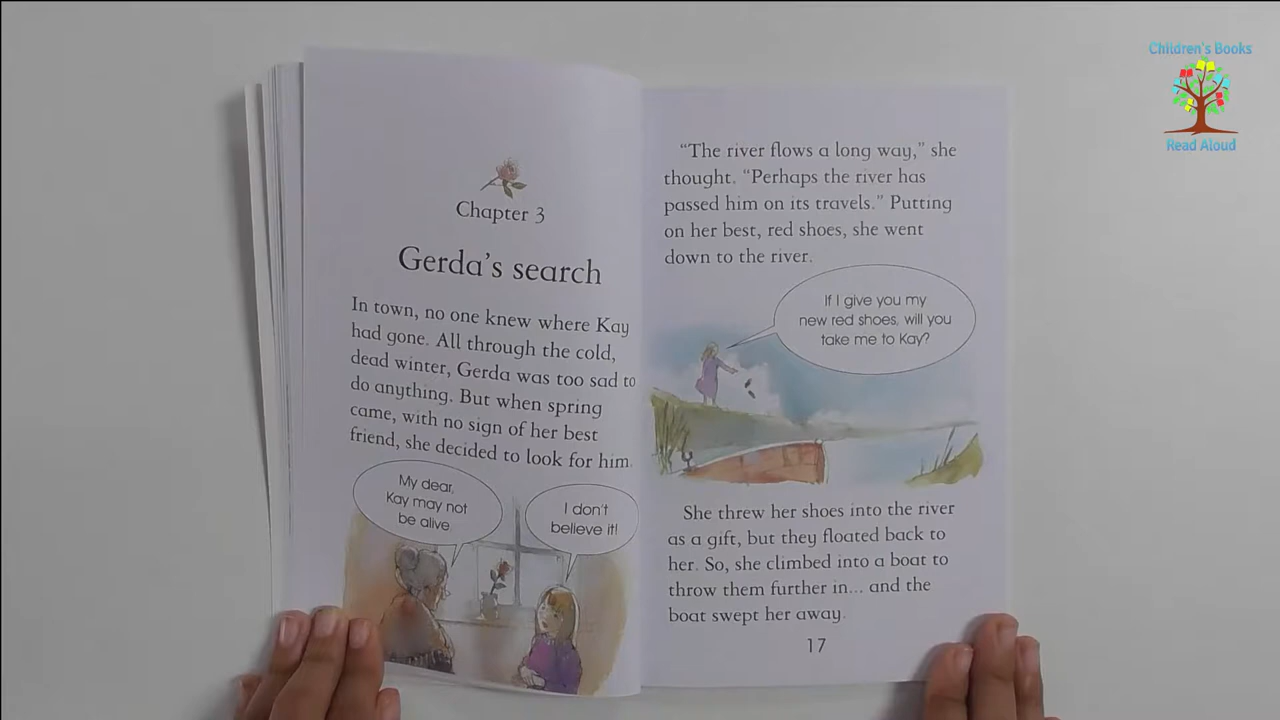 Chapter 3
Gerda's search
In town, no one knew where Kay
had gone. All through the cold,
dead winter, Gerda was too sad to
do anything. But when spring
came, with no sign of her best
friend, she decided to look for him.
My dear,
Kay may not
be alive.
I don't
believe it!
"The river flows a long way," she
thought. "Perhaps the river has
passed him on its travels." Putting
on her best, red shoes, she went
down to the river.
If I give you my
new red shoes, will you
take me to Kay?
She threw her shoes into the river
as a gift, but they floated back to
her. So, she climbed into a boat to
throw them further in... and the
boat swept her away.
17
Children's Books
Read Aloud